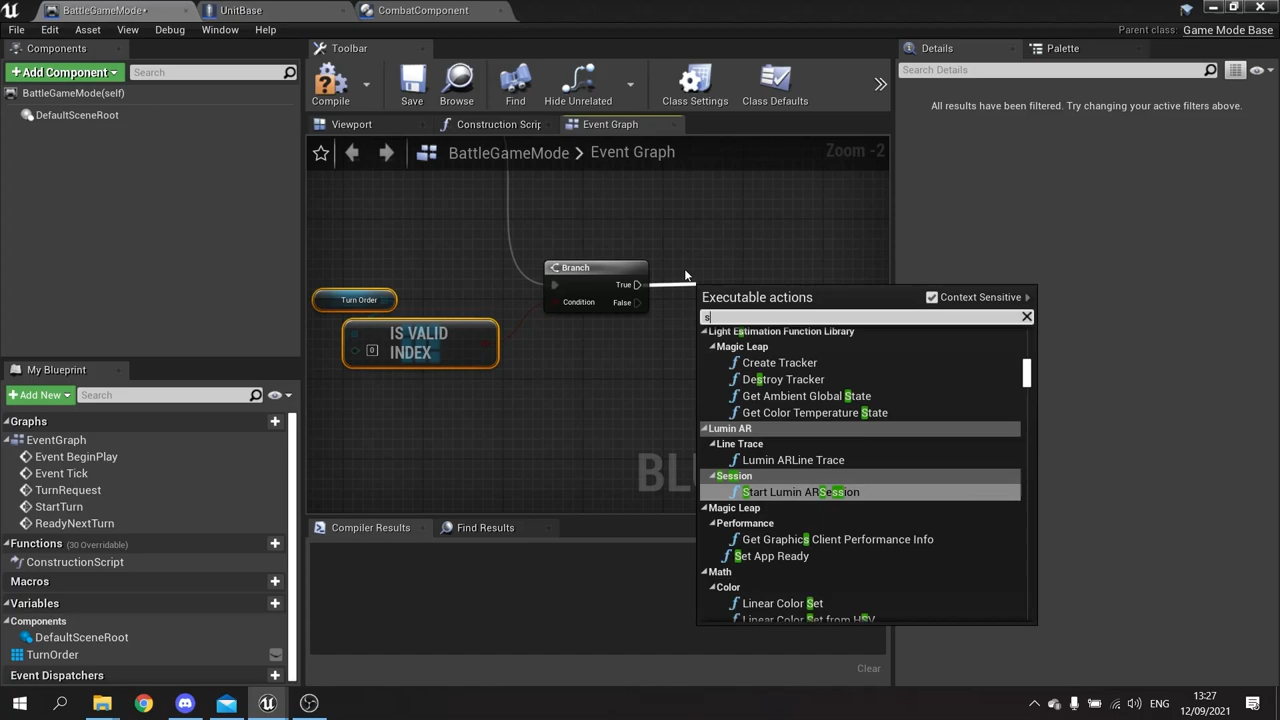 BattleGameMode*
UnitBase
CombatComponent
File
Edit
Asset
View
Debug
Window
Help
Parent class: Game Mode Base
Components
+ Add Component
Search
BattleGameMode(self)
DefaultSceneRoot
Toolbar
Compile
Save
Browse
Find
Hide Unrelated
Class Settings
Class Defaults
Viewport
Construction Scrip
Event Graph
BattleGameMode > Event Graph
Zoom -2
Turn Order
IS VALID
INDEX
0
Branch
True
Condition
False
BL
Executable actions
Context Sensitive
s
Light Estimation Function Library
Magic Leap
Create Tracker
Destroy Tracker
Get Ambient Global State
Get Color Temperature State
Lumin AR
Line Trace
Lumin ARLine Trace
Session
Start Lumin ARSession
Magic Leap
Performance
Get Graphics Client Performance Info
Set App Ready
Math
Color
Linear Color Set
Linear Color Set from HSV
Details
Palette
Search Details
All results have been filtered. Try changing your active filters above.
My Blueprint
+ Add New
Search
Graphs
EventGraph
Event BeginPlay
Event Tick
TurnRequest
StartTurn
ReadyNextTurn
Functions (30 Overridable)
ConstructionScript
Macros
Variables
Components
DefaultSceneRoot
TurnOrder
Event Dispatchers
Compiler Results
Find Results
Clear
ENG
13:27
12/09/2021